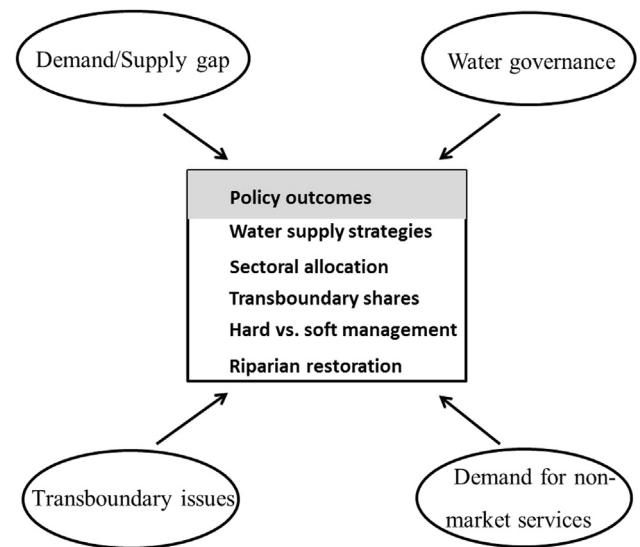 Demand/Supply gap
Water governance
Policy outcomes
Water supply strategies
Sectoral allocation
Transboundary shares
Hard vs. soft management
Riparian restoration
Transboundary issues
Demand for non-
market services